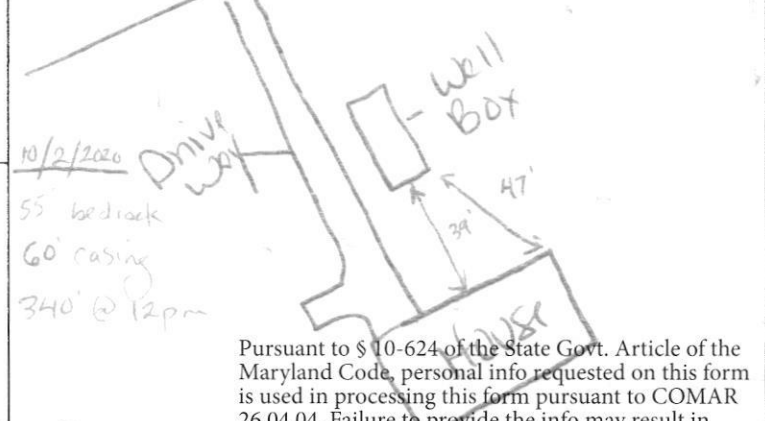 Well
Box
10/2/2020
Drive
way
55' bedrock
60' casing
340' @ 12pm
47'
39'
House
Pursuant to § 10-624 of the State Govt. Article of the
Maryland Code, personal info requested on this form
is used in processing this form pursuant to COMAR
26.04.04. Failure to provide the info may result in